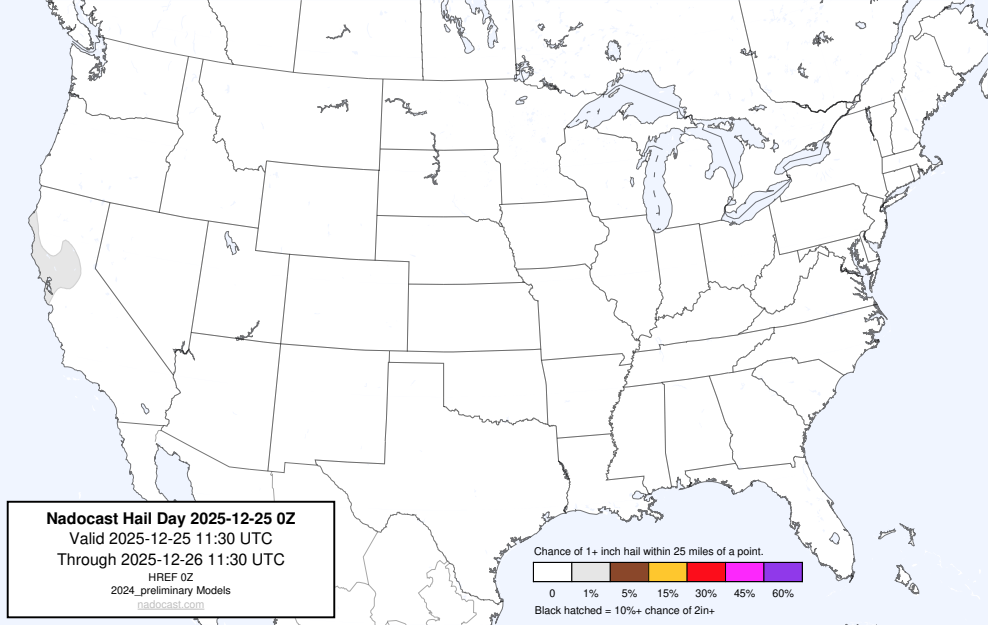 Nadocast Hail Day 2025-12-25 0Z
Valid 2025-12-25 11:30 UTC
Through 2025-12-26 11:30 UTC
HREF 0Z
2024_preliminary Models
nadocast.com
Chance of 1+ inch hail within 25 miles of a point.
0 1% 5% 15% 30% 45% 60%
Black hatched = 10%+ chance of 2in+